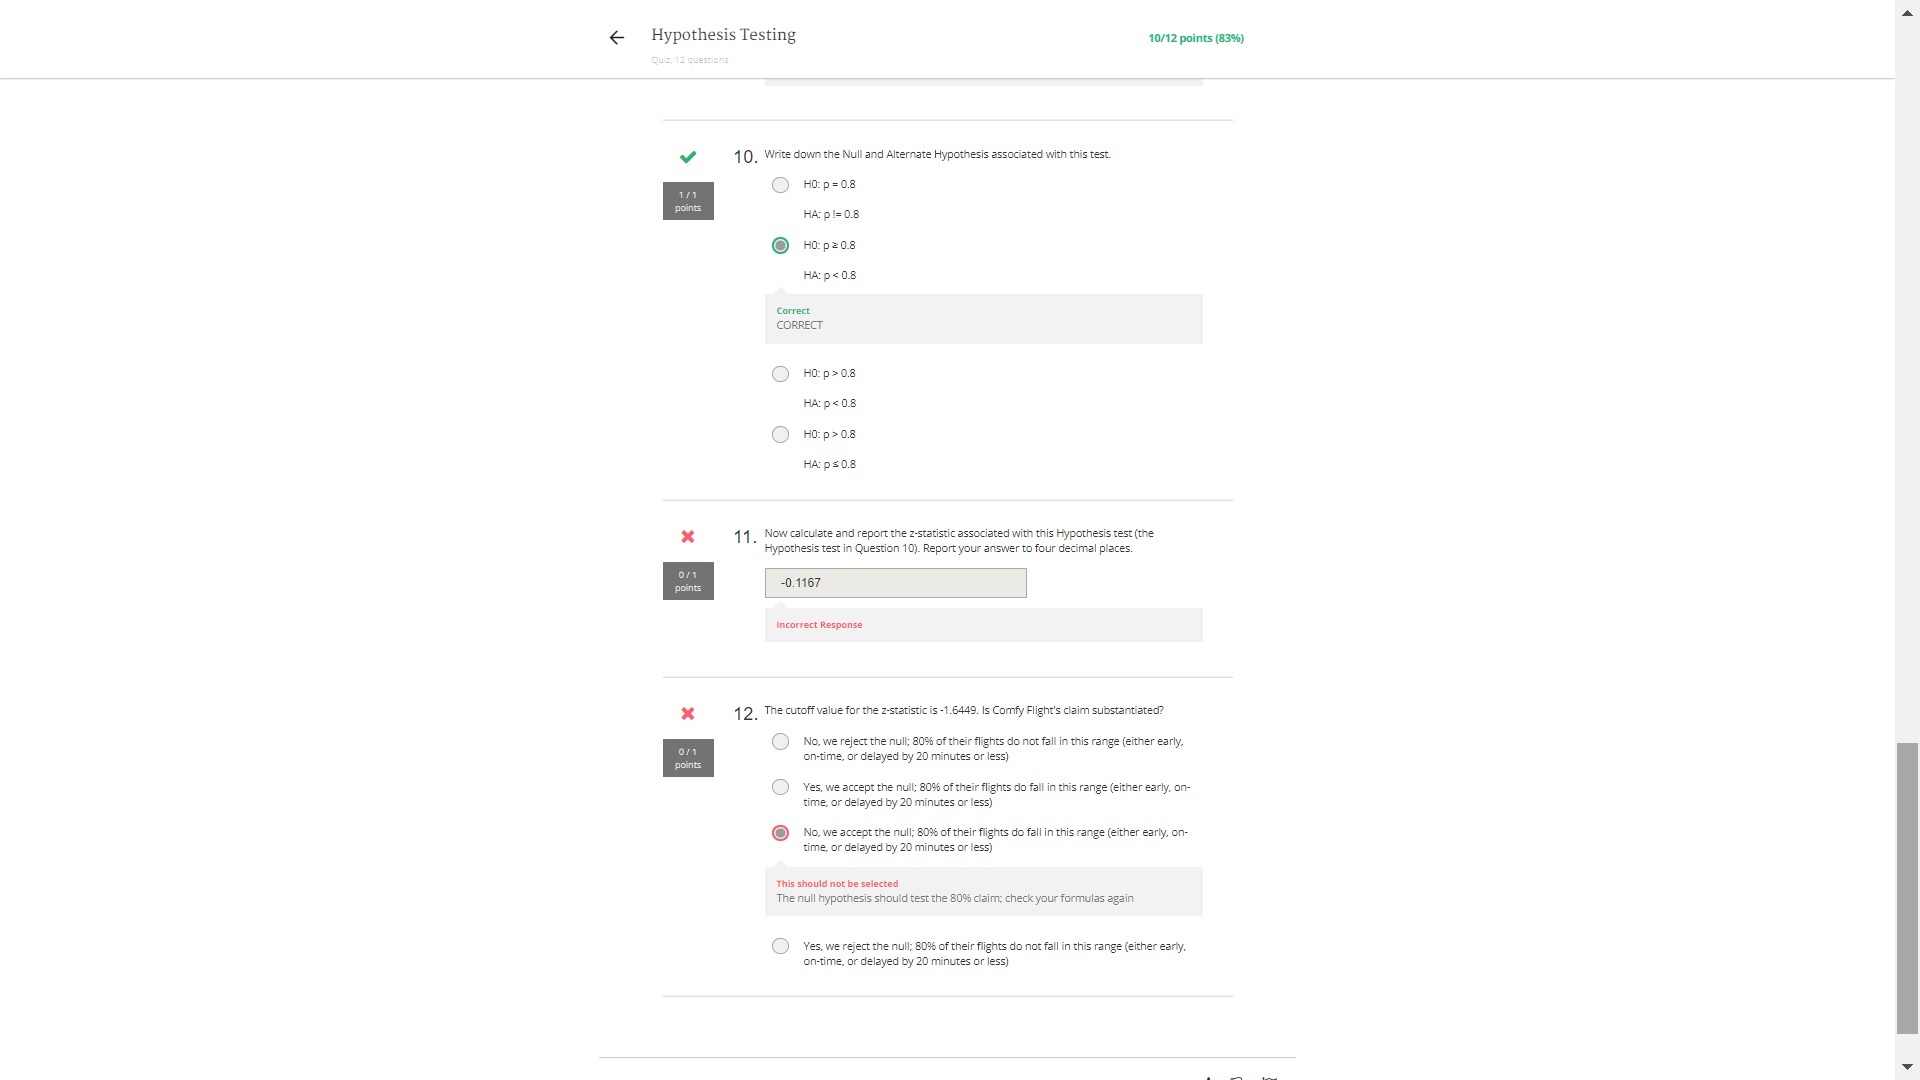 Hypothesis Testing
10/12 points (83%)
Quiz, 12 questions
10. Write down the Null and Alternate Hypothesis associated with this test.
1 / 1
points
H0: p = 0.8
HA: p != 0.8
H0: p ≥ 0.8
HA: p < 0.8
Correct
CORRECT
H0: p > 0.8
HA: p < 0.8
H0: p > 0.8
HA: p ≤ 0.8
11. Now calculate and report the z-statistic associated with this Hypothesis test (the
Hypothesis test in Question 10). Report your answer to four decimal places.
0 / 1
points
-0.1167
Incorrect Response
12. The cutoff value for the z-statistic is -1.6449. Is Comfy Flight's claim substantiated?
0 / 1
points
No, we reject the null; 80% of their flights do not fall in this range (either early,
on-time, or delayed by 20 minutes or less)
Yes, we accept the null; 80% of their flights do fall in this range (either early, on-
time, or delayed by 20 minutes or less)
No, we accept the null; 80% of their flights do fall in this range (either early, on-
time, or delayed by 20 minutes or less)
This should not be selected
The null hypothesis should test the 80% claim; check your formulas again
Yes, we reject the null; 80% of their flights do not fall in this range (either early,
on-time, or delayed by 20 minutes or less)